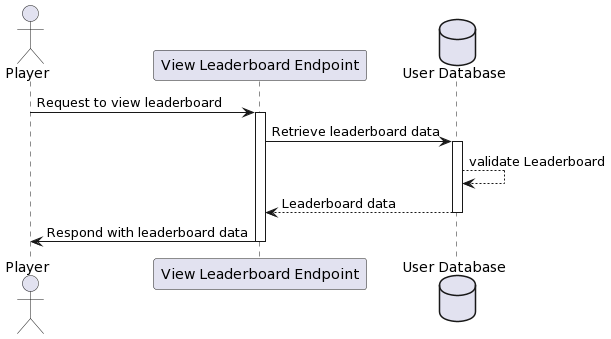 Player
View Leaderboard Endpoint
User Database
Request to view leaderboard
Retrieve leaderboard data
validate Leaderboard
Leaderboard data
Respond with leaderboard data
Player
View Leaderboard Endpoint
User Database